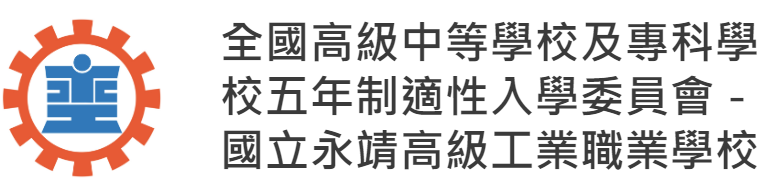 全國高級中等學校及專科學
校五年制適性入學委員會 -
國立永靖高級工業職業學校